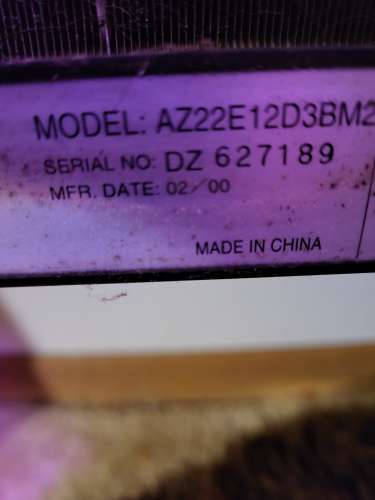 MODEL: AZ22E12D3BM2
SERIAL NO: DZ 627189
MFR. DATE: 02/00
MADE IN CHINA